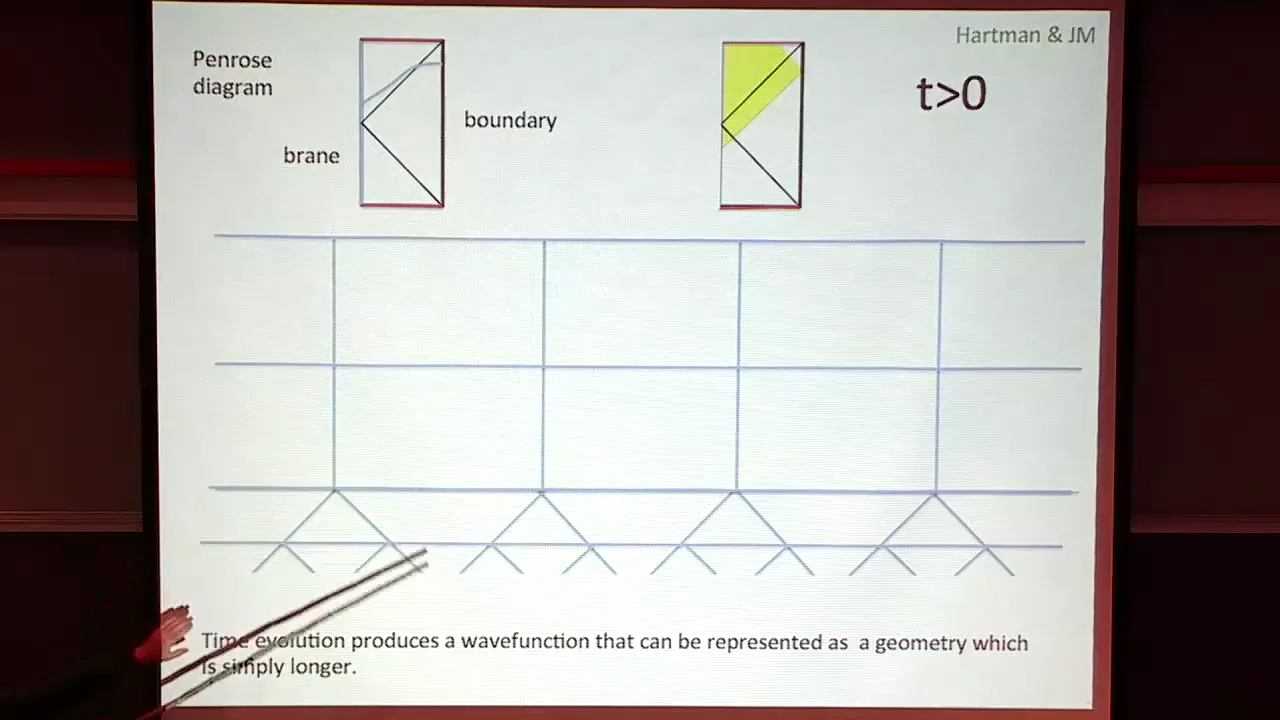 Hartman & JM
Penrose
diagram
t>0
boundary
brane
Time evolution produces a wavefunction that can be represented as a geometry which
is simply longer.